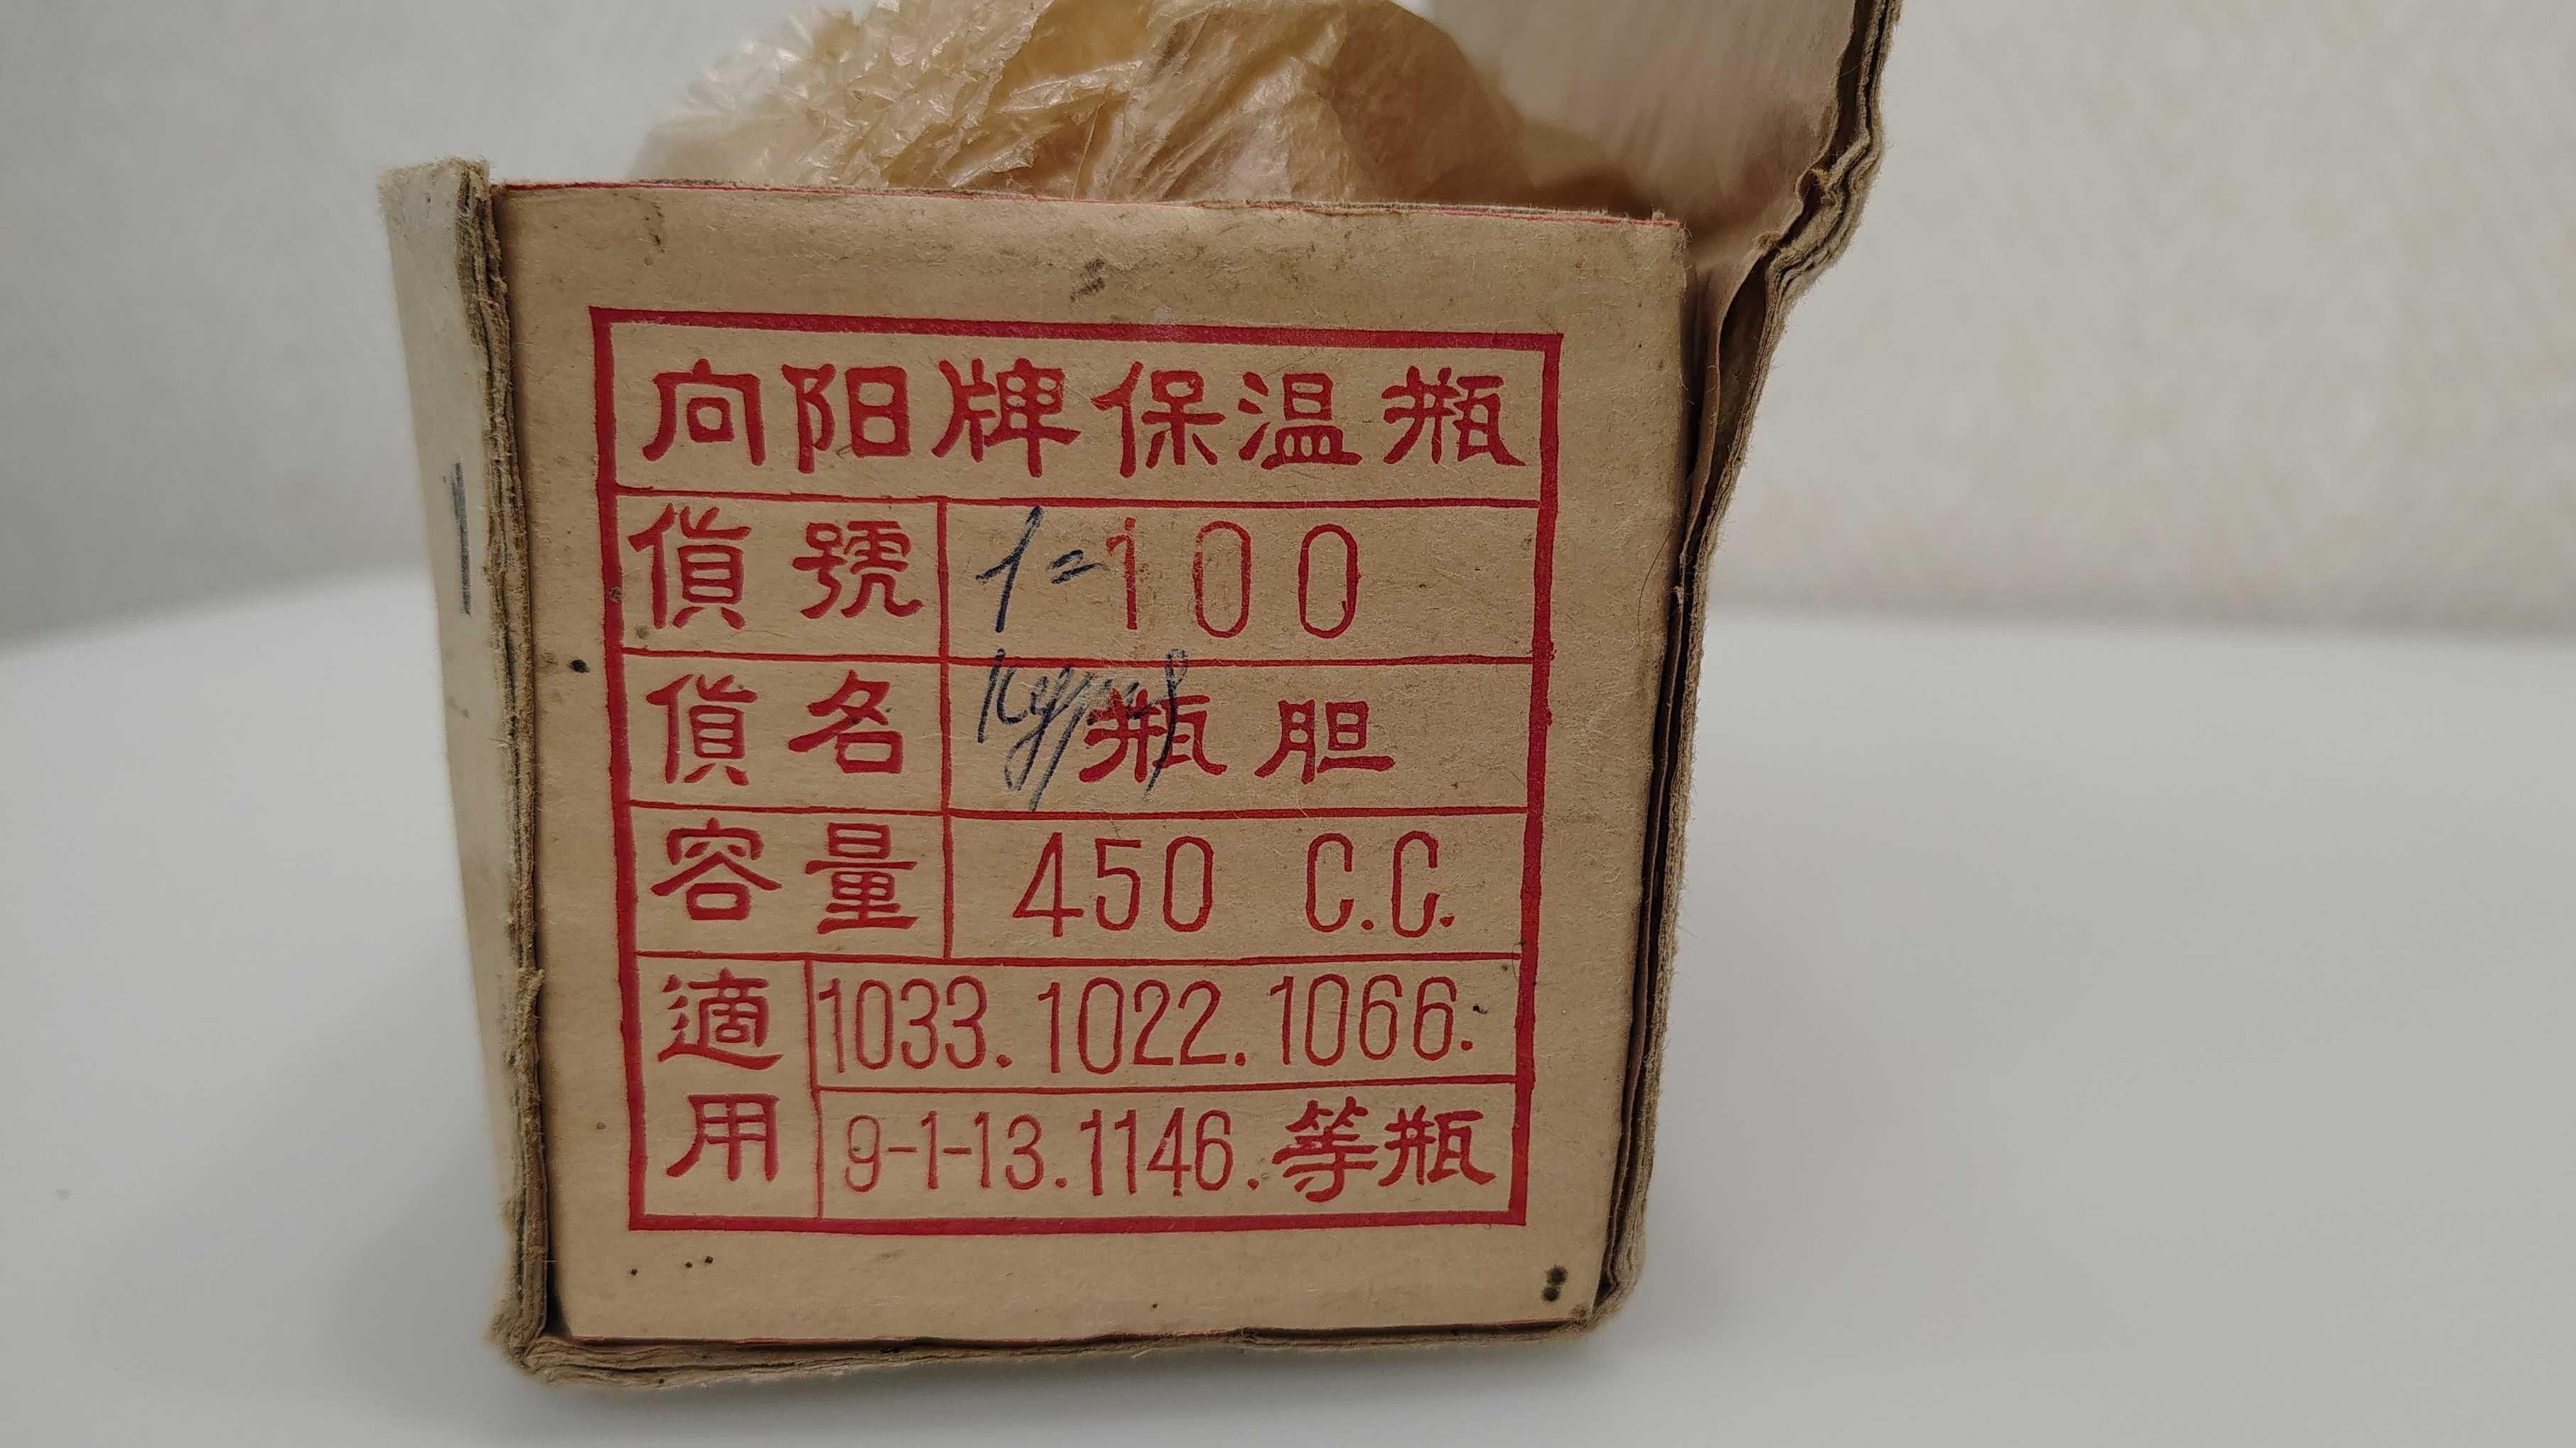 向阳牌保温瓶
貨號 1= 100
貨名 瓶胆
容量 450 C.C.
適用 1033. 1022. 1066.
9-1-13. 1146. 等瓶